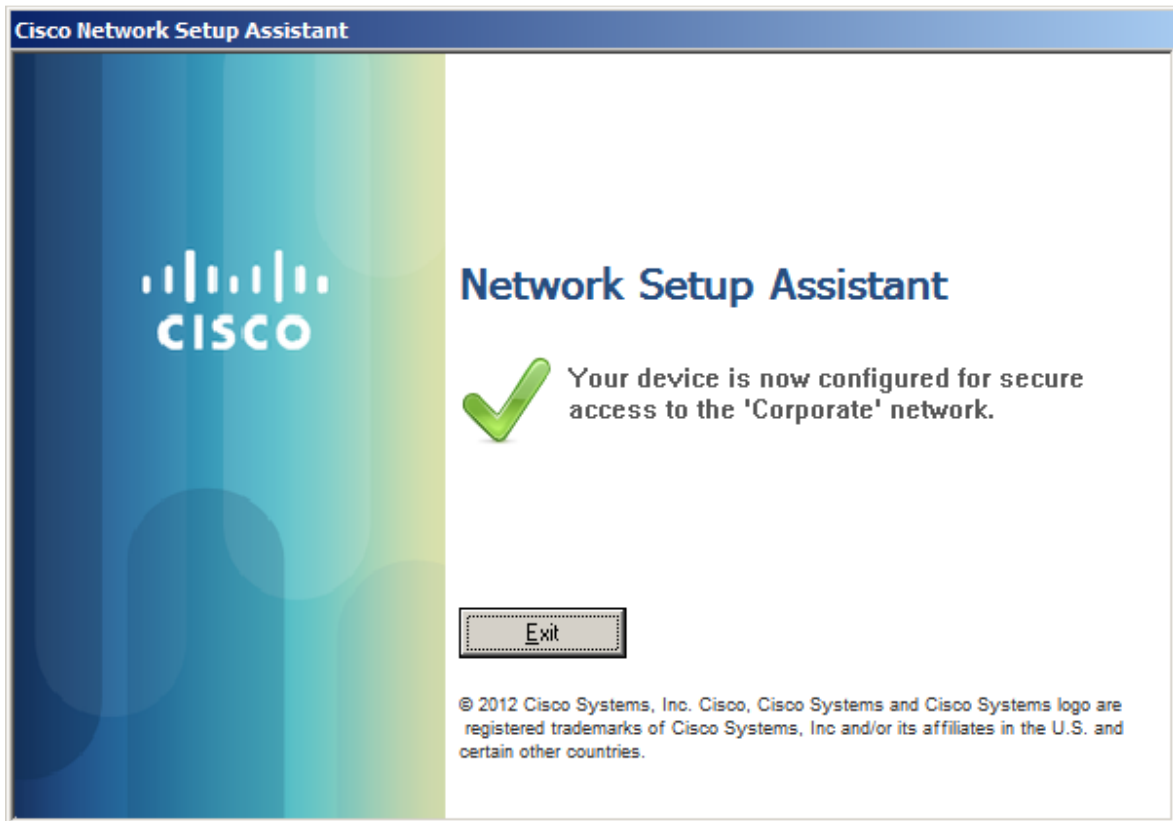 Cisco Network Setup Assistant
CISCO
Network Setup Assistant
Your device is now configured for secure
access to the 'Corporate' network.
Exit
© 2012 Cisco Systems, Inc. Cisco, Cisco Systems and Cisco Systems logo are
registered trademarks of Cisco Systems, Inc and/or its affiliates in the U.S. and
certain other countries.